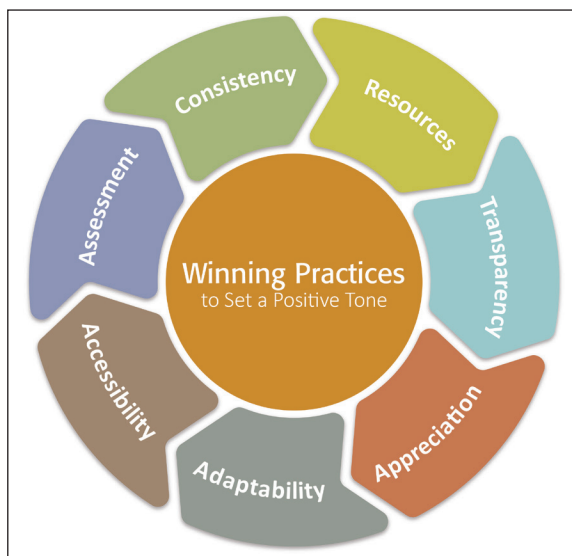 Winning Practices
to Set a Positive Tone
Consistency
Resources
Transparency
Appreciation
Adaptability
Accessibility
Assessment